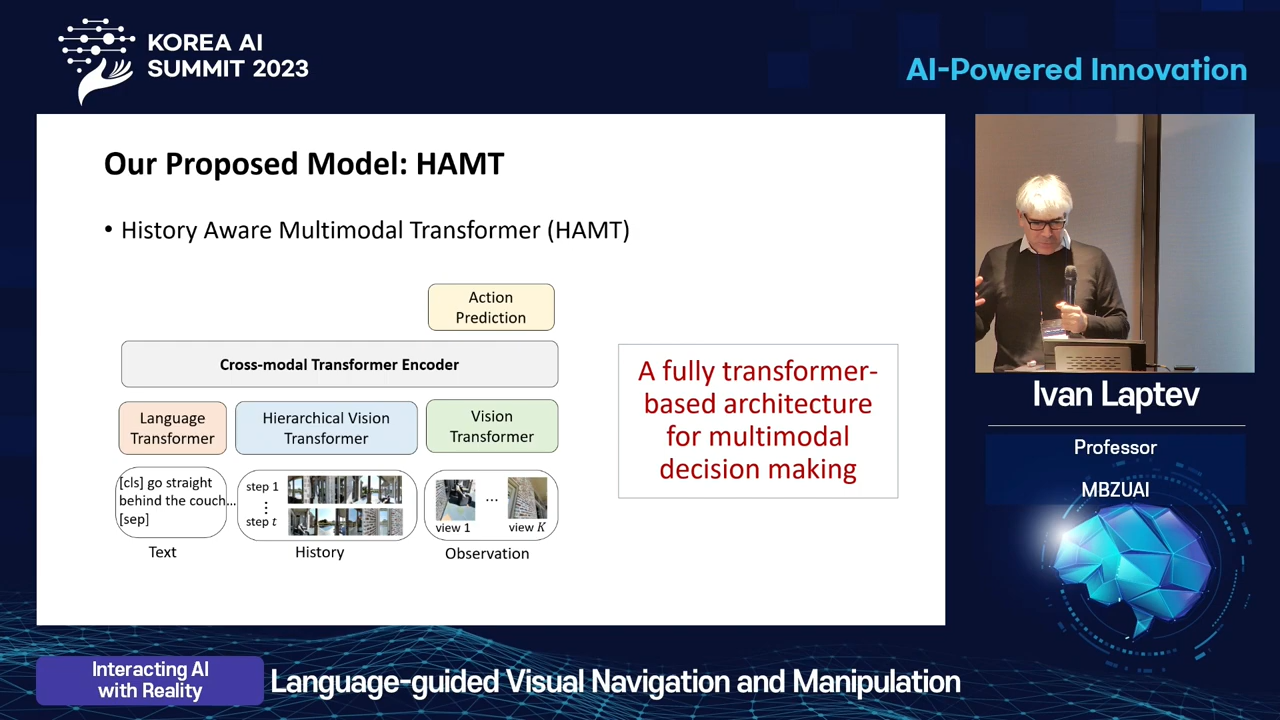 KOREA AI
SUMMIT 2023
AI-Powered Innovation
Our Proposed Model: HAMT
• History Aware Multimodal Transformer (HAMT)
Action
Prediction
Cross-modal Transformer Encoder
Language
Transformer
Hierarchical Vision
Transformer
Vision
Transformer
[cls] go straight
behind the couch...
[sep]
step 1
⋮
step t
...
view 1
view K
Text
History
Observation
A fully transformer-
based architecture
for multimodal
decision making
Ivan Laptev
Professor
MBZUAI
Interacting AI
with Reality
Language-guided Visual Navigation and Manipulation